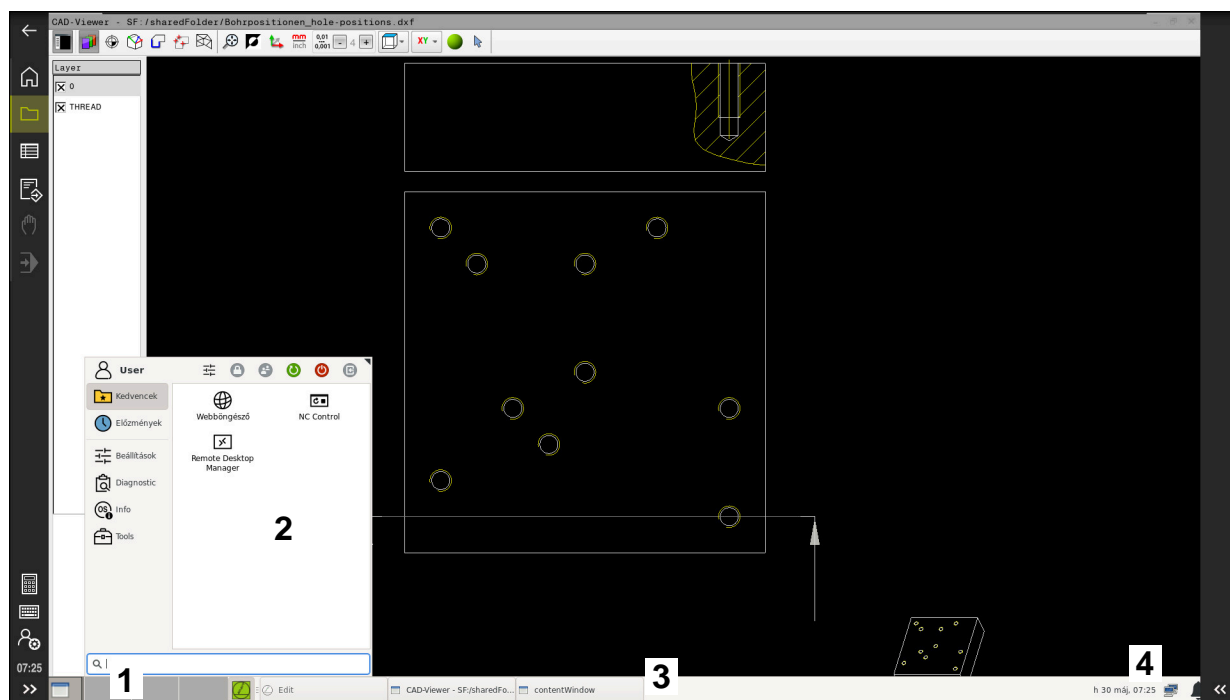 CAD-Viewer - SF:/sharedFolder/Bohrpositionen_hole-positions.dxf
mm
inch
0,01
0,001
- 4 +
XY
Layer
0
THREAD
User
Kedvencek
Előzmények
Beállítások
Diagnostic
OS
Info
Tools
Webböngésző
NC Control
Remote Desktop
Manager
2
07:25
1
Edit
CAD-Viewer - SF:/sharedFo...
contentWindow
3
4
h 30 máj, 07:25